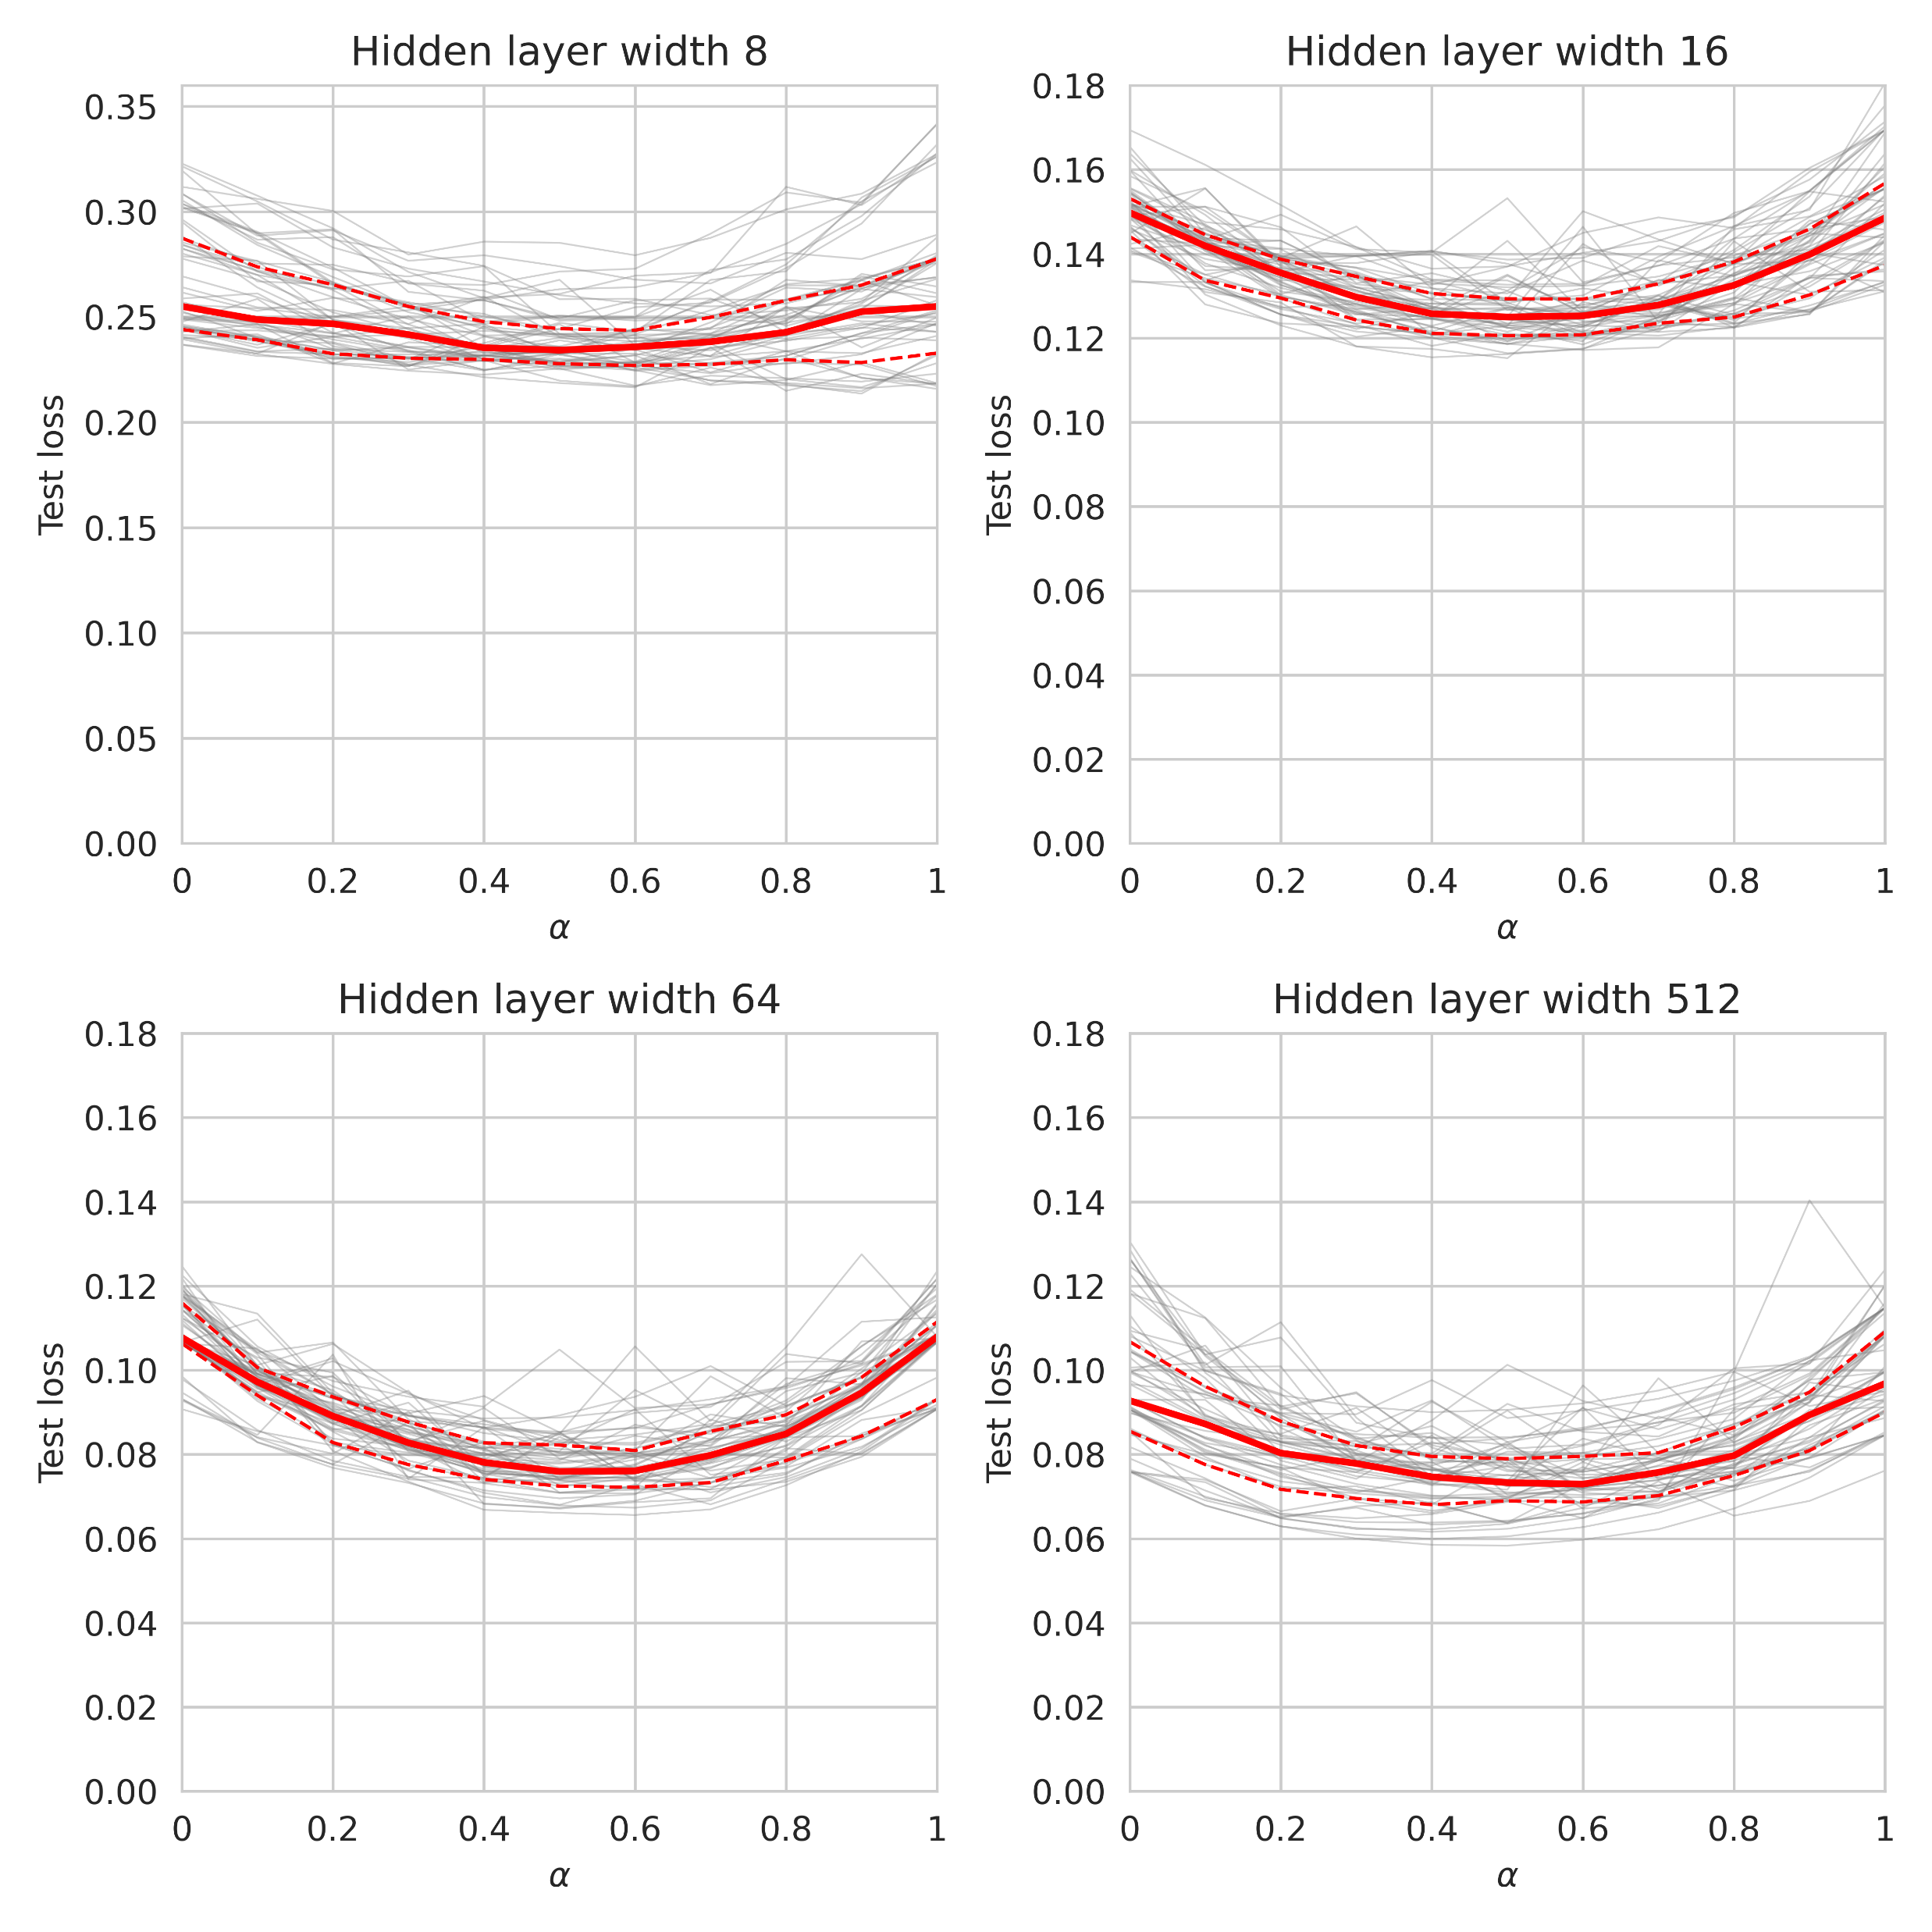 Hidden layer width 8
Test loss
0.35
0.30
0.25
0.20
0.15
0.10
0.05
0.00
0 0.2 0.4 0.6 0.8 1
α
Hidden layer width 16
Test loss
0.18
0.16
0.14
0.12
0.10
0.08
0.06
0.04
0.02
0.00
0 0.2 0.4 0.6 0.8 1
α
Hidden layer width 64
Test loss
0.18
0.16
0.14
0.12
0.10
0.08
0.06
0.04
0.02
0.00
0 0.2 0.4 0.6 0.8 1
α
Hidden layer width 512
Test loss
0.18
0.16
0.14
0.12
0.10
0.08
0.06
0.04
0.02
0.00
0 0.2 0.4 0.6 0.8 1
α